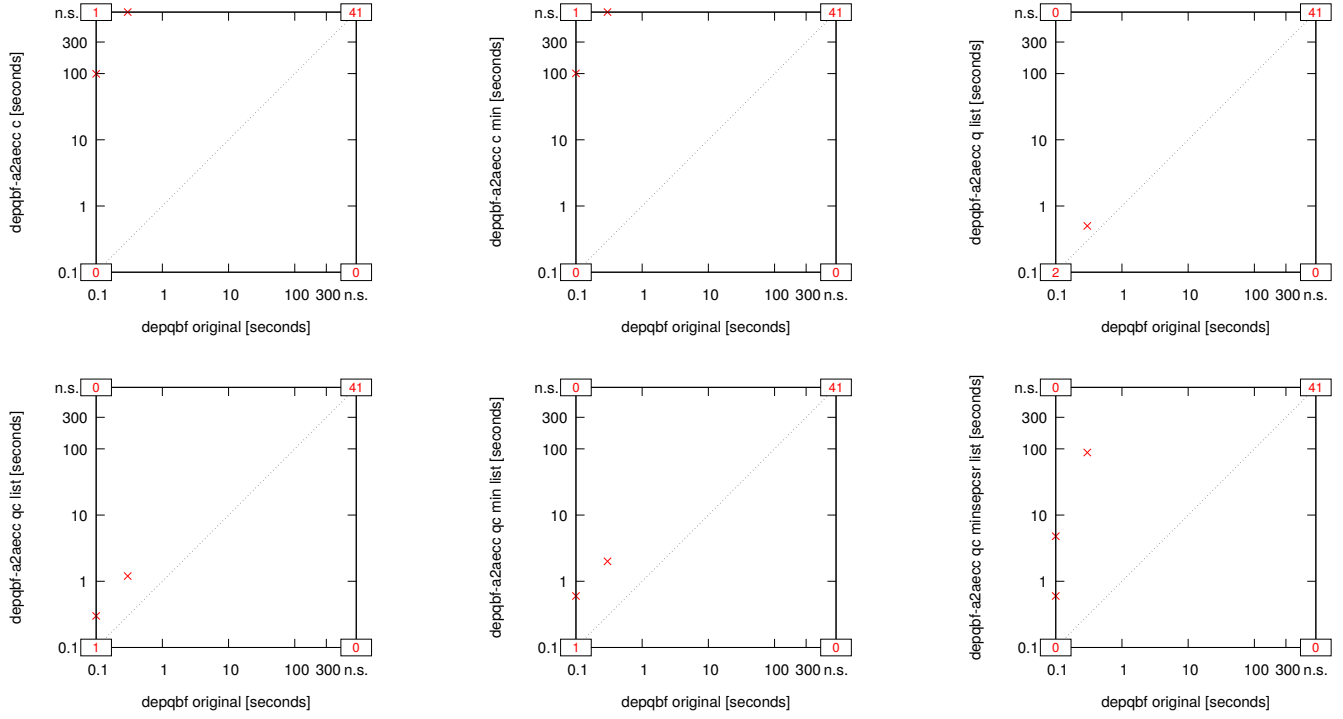 n.s. 1 41
300
100
10
1
0.1 0 0
0.1 1 10 100 300 n.s.
depqbf original [seconds]
depqbf-a2aecc c [seconds]
n.s. 1 41
300
100
10
1
0.1 0 0
0.1 1 10 100 300 n.s.
depqbf original [seconds]
depqbf-a2aecc c min [seconds]
n.s. 0 41
300
100
10
1
0.1 2 0
0.1 1 10 100 300 n.s.
depqbf original [seconds]
depqbf-a2aecc q list [seconds]
n.s. 0 41
300
100
10
1
0.1 1 0
0.1 1 10 100 300 n.s.
depqbf original [seconds]
depqbf-a2aecc qc list [seconds]
n.s. 0 41
300
100
10
1
0.1 1 0
0.1 1 10 100 300 n.s.
depqbf original [seconds]
depqbf-a2aecc qc min list [seconds]
n.s. 0 41
300
100
10
1
0.1 0 0
0.1 1 10 100 300 n.s.
depqbf original [seconds]
depqbf-a2aecc qc minsepcsr list [seconds]